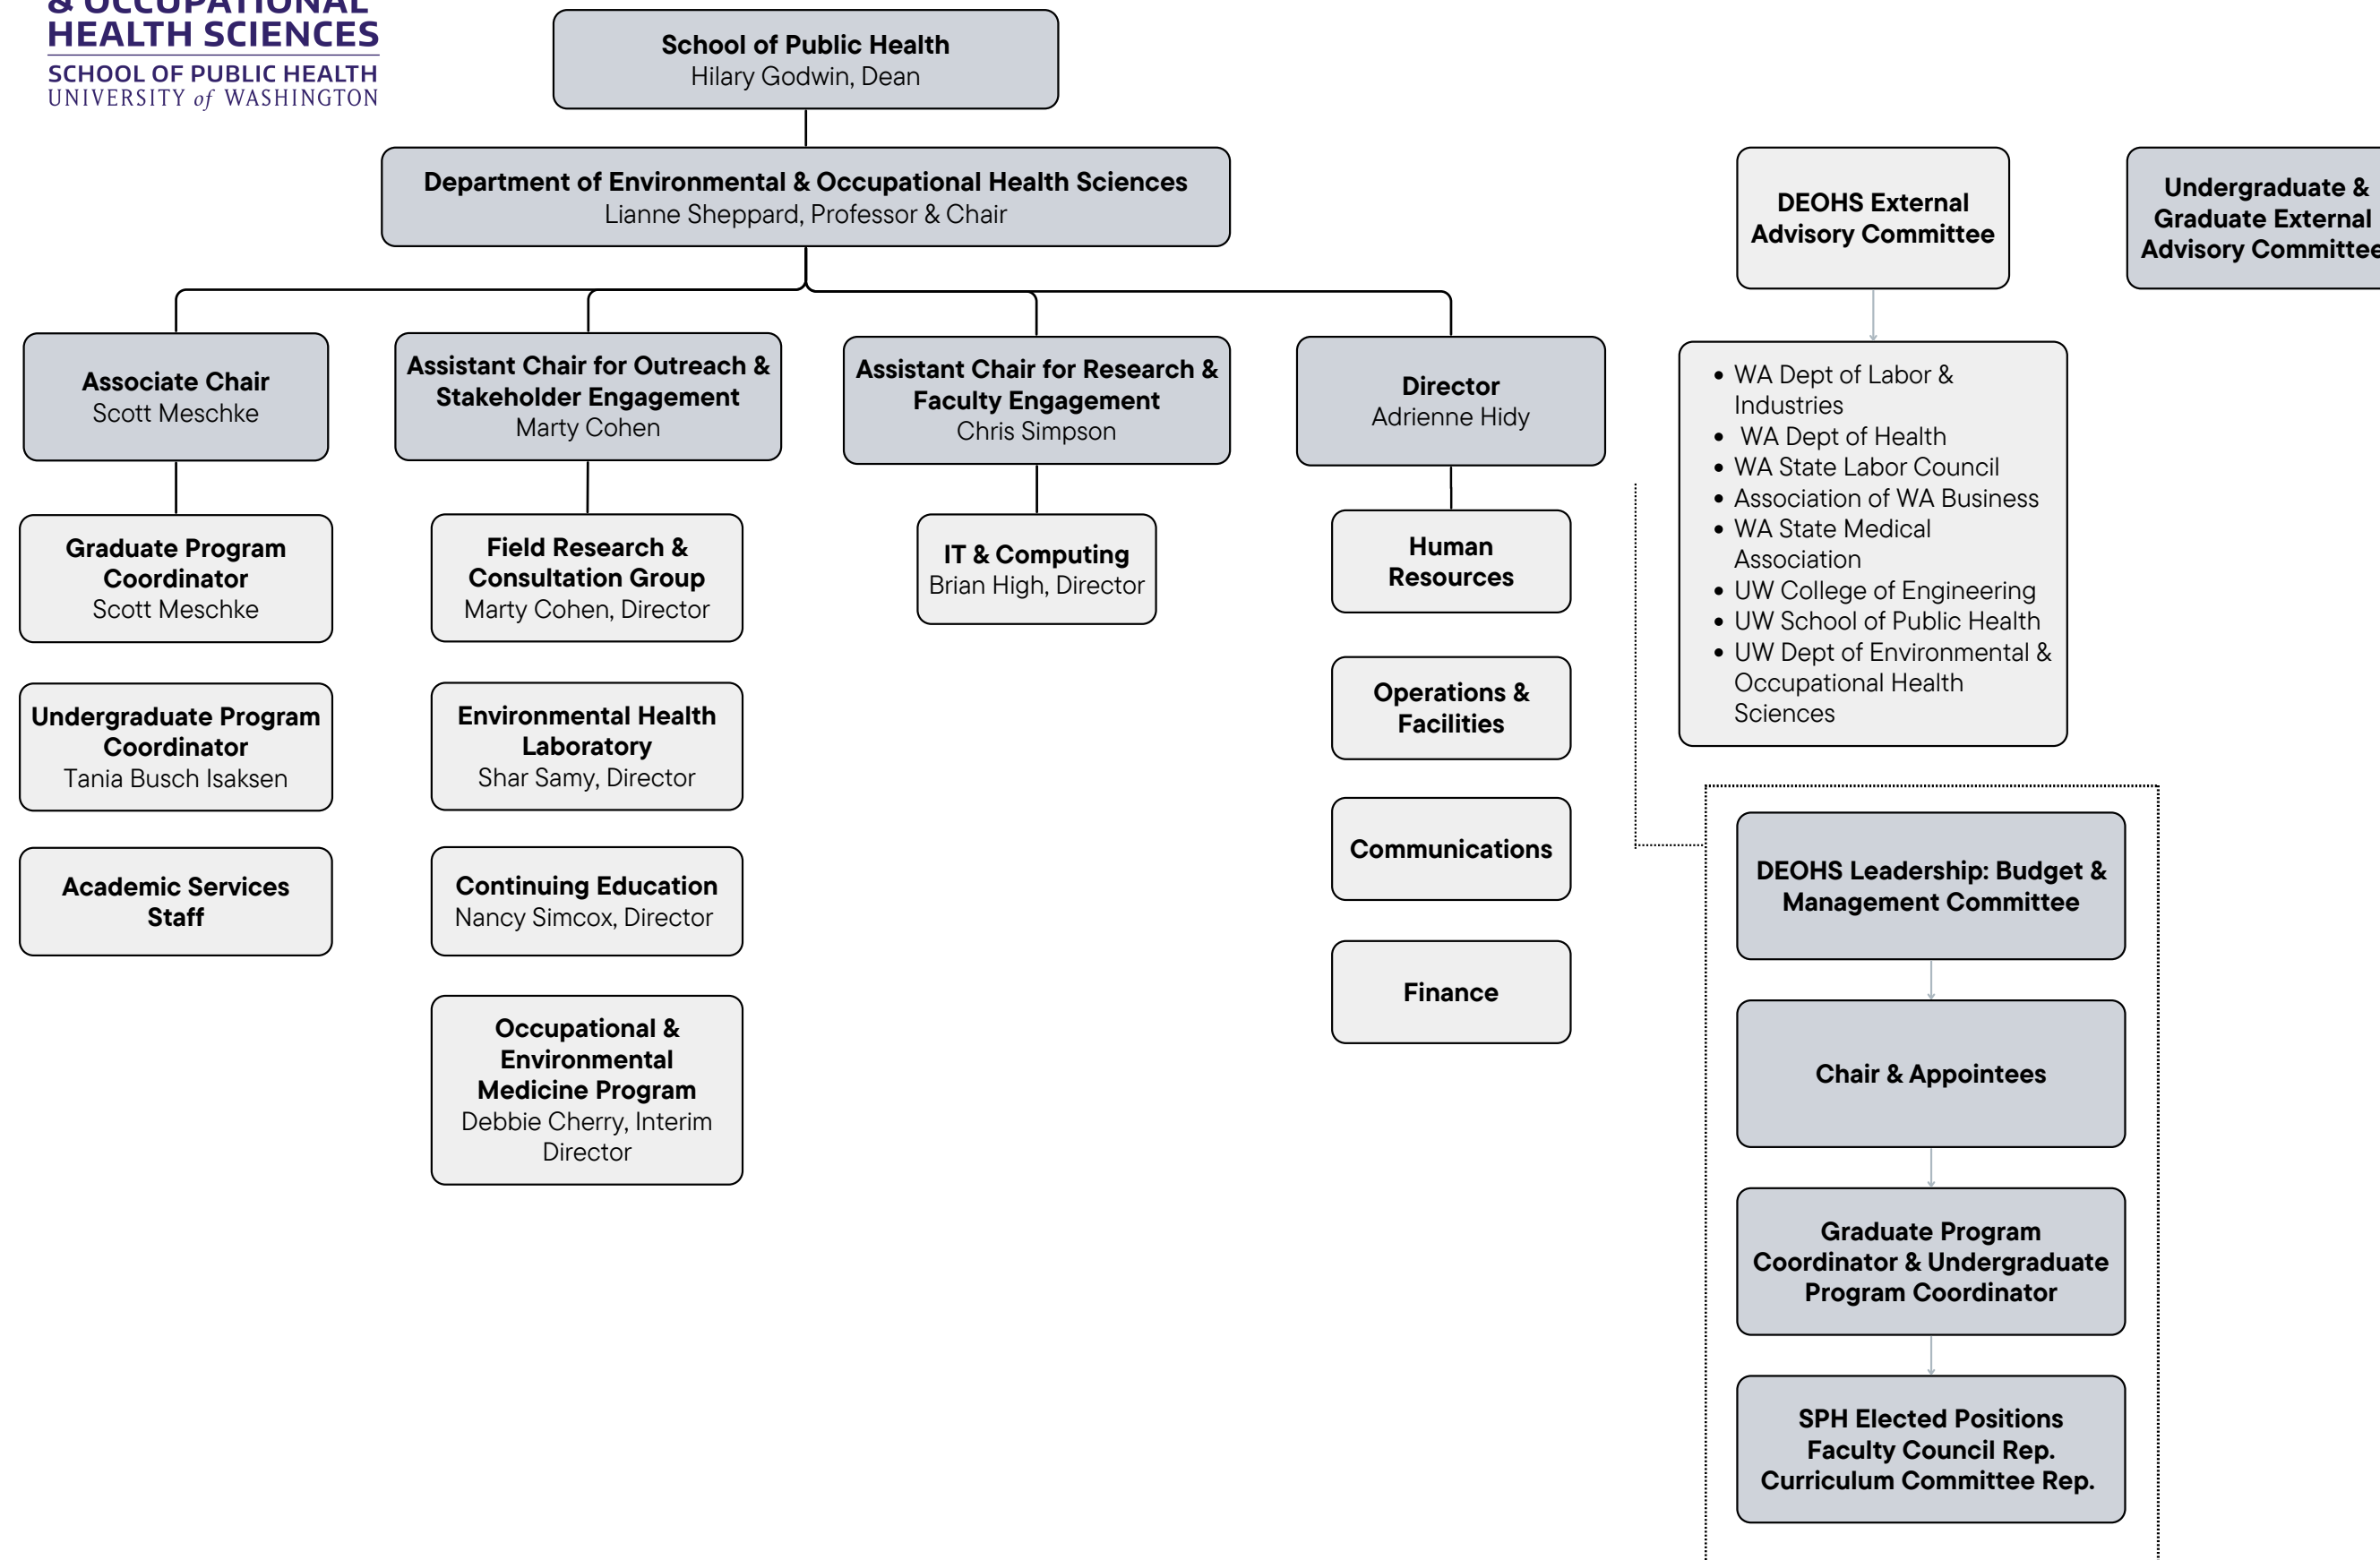 & OCCUPATIONAL
HEALTH SCIENCES
SCHOOL OF PUBLIC HEALTH
UNIVERSITY of WASHINGTON
School of Public Health
Hilary Godwin, Dean
Department of Environmental & Occupational Health Sciences
Lianne Sheppard, Professor & Chair
DEOHS External
Advisory Committee
Undergraduate &
Graduate External
Advisory Committee
Associate Chair
Scott Meschke
Assistant Chair for Outreach &
Stakeholder Engagement
Marty Cohen
Assistant Chair for Research &
Faculty Engagement
Chris Simpson
Director
Adrienne Hidy
• WA Dept of Labor &
Industries
• WA Dept of Health
• WA State Labor Council
• Association of WA Business
• WA State Medical
Association
• UW College of Engineering
• UW School of Public Health
• UW Dept of Environmental &
Occupational Health
Sciences
Graduate Program
Coordinator
Scott Meschke
Undergraduate Program
Coordinator
Tania Busch Isaksen
Academic Services
Staff
Field Research &
Consultation Group
Marty Cohen, Director
Environmental Health
Laboratory
Shar Samy, Director
Continuing Education
Nancy Simcox, Director
Occupational &
Environmental
Medicine Program
Debbie Cherry, Interim
Director
IT & Computing
Brian High, Director
Human
Resources
Operations &
Facilities
Communications
Finance
DEOHS Leadership: Budget &
Management Committee
Chair & Appointees
Graduate Program
Coordinator & Undergraduate
Program Coordinator
SPH Elected Positions
Faculty Council Rep.
Curriculum Committee Rep.